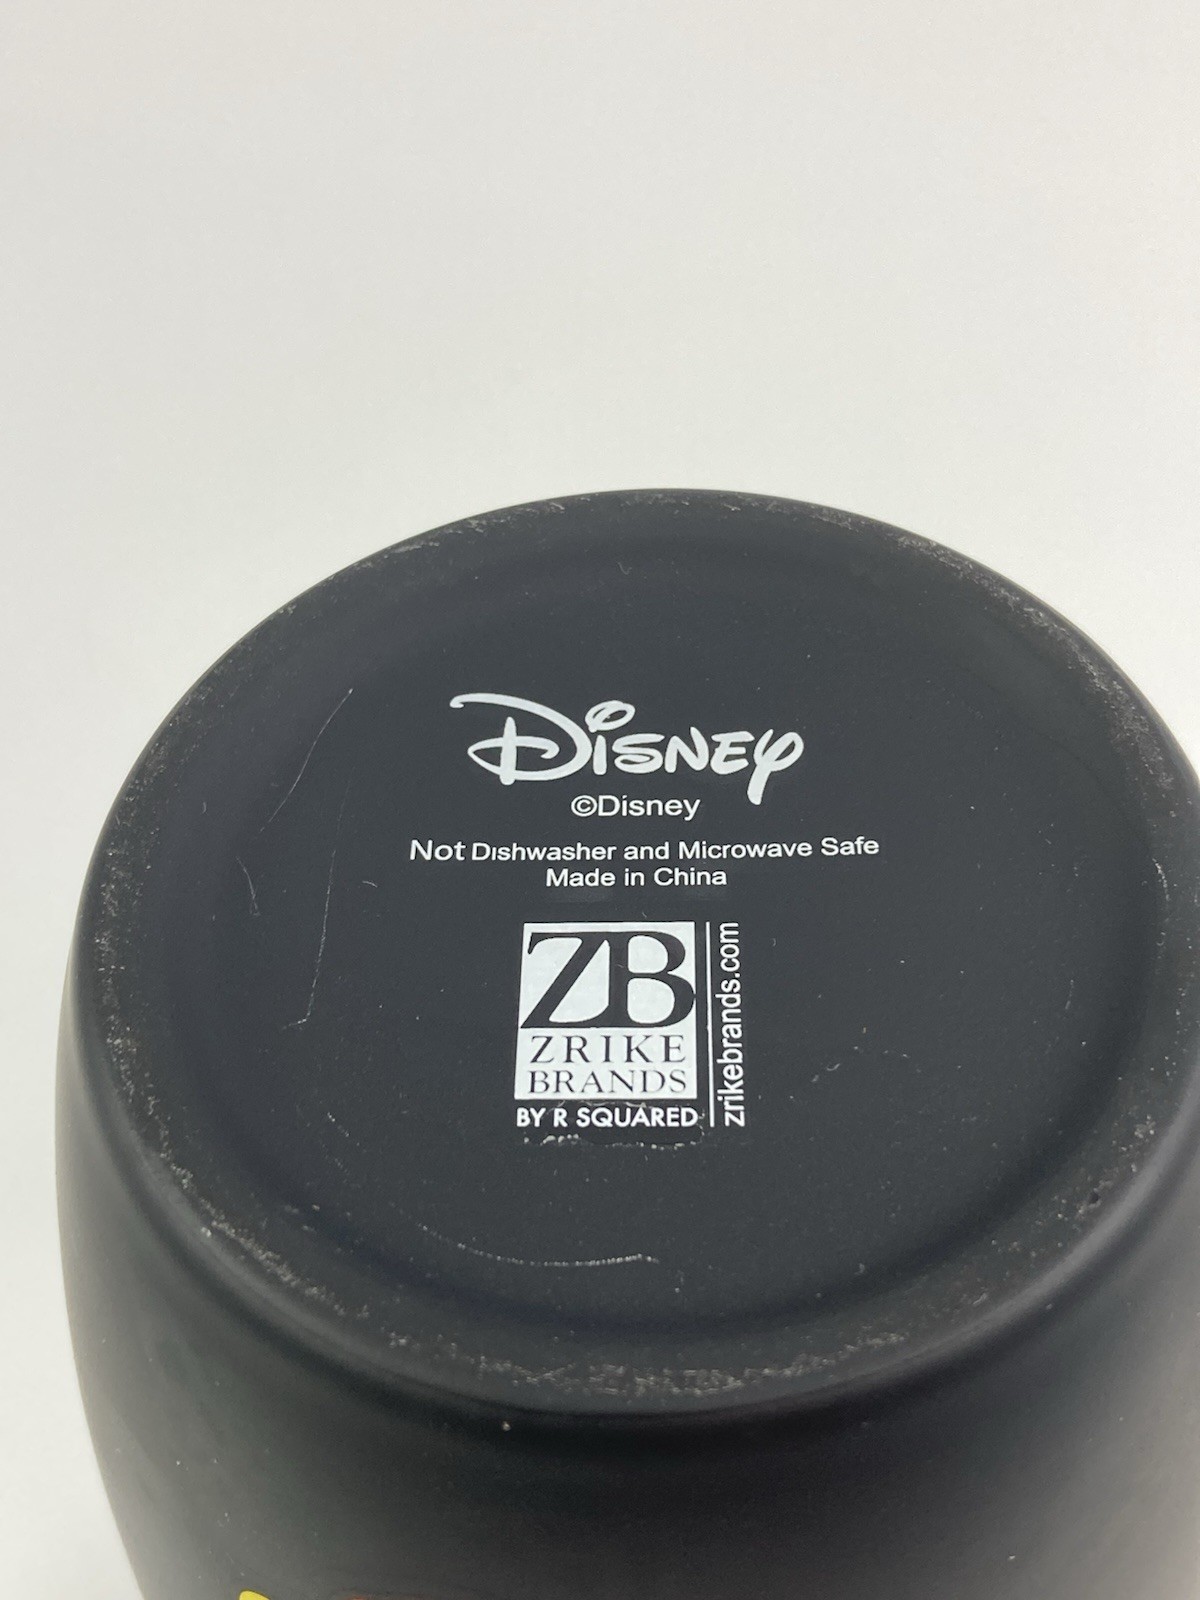 Disney
©Disney
Not Dishwasher and Microwave Safe
Made in China
ZB
ZRIKE
BRANDS
BY R SQUARED
zrikebrands.com